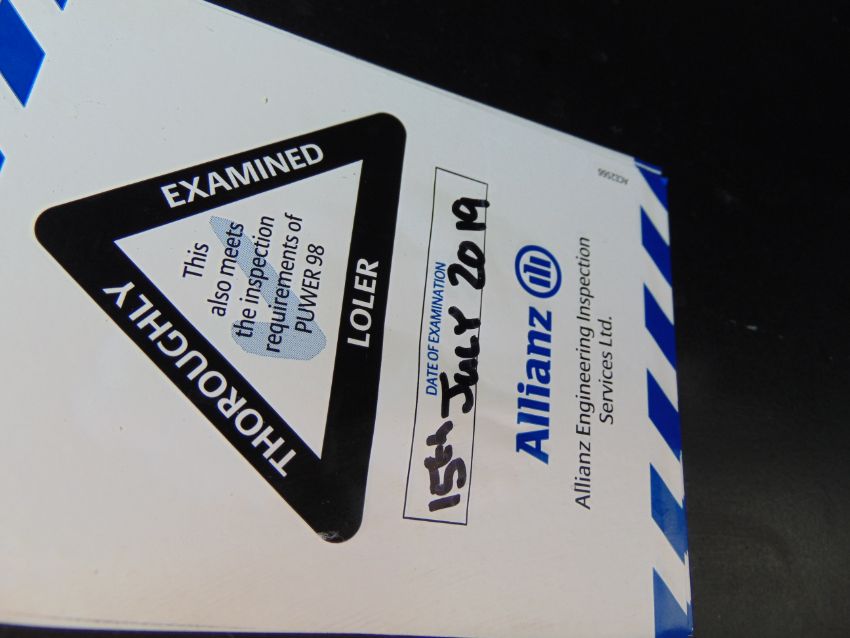 THOROUGHLY
EXAMINED
LOLER
This
also meets
the inspection
requirements of
PUWER 98
DATE OF EXAMINATION
15th JULY 2019
Allianz
Allianz Engineering Inspection
Services Ltd.